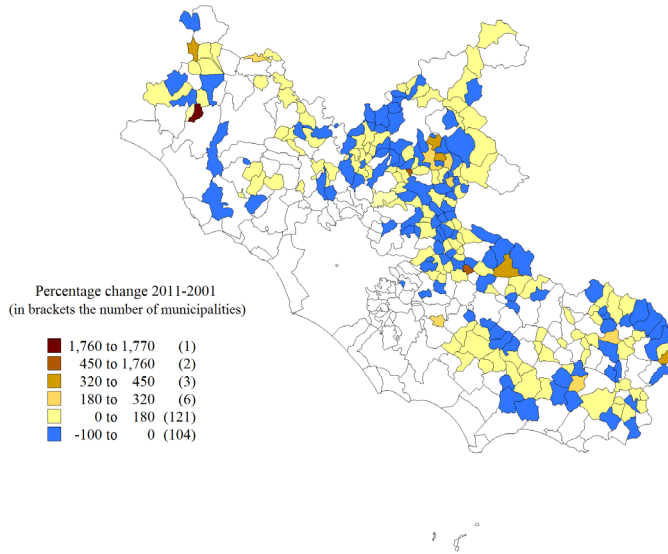 Percentage change 2011-2001
(in brackets the number of municipalities)
1,760 to 1,770 (1)
450 to 1,760 (2)
320 to 450 (3)
180 to 320 (6)
0 to 180 (121)
-100 to 0 (104)